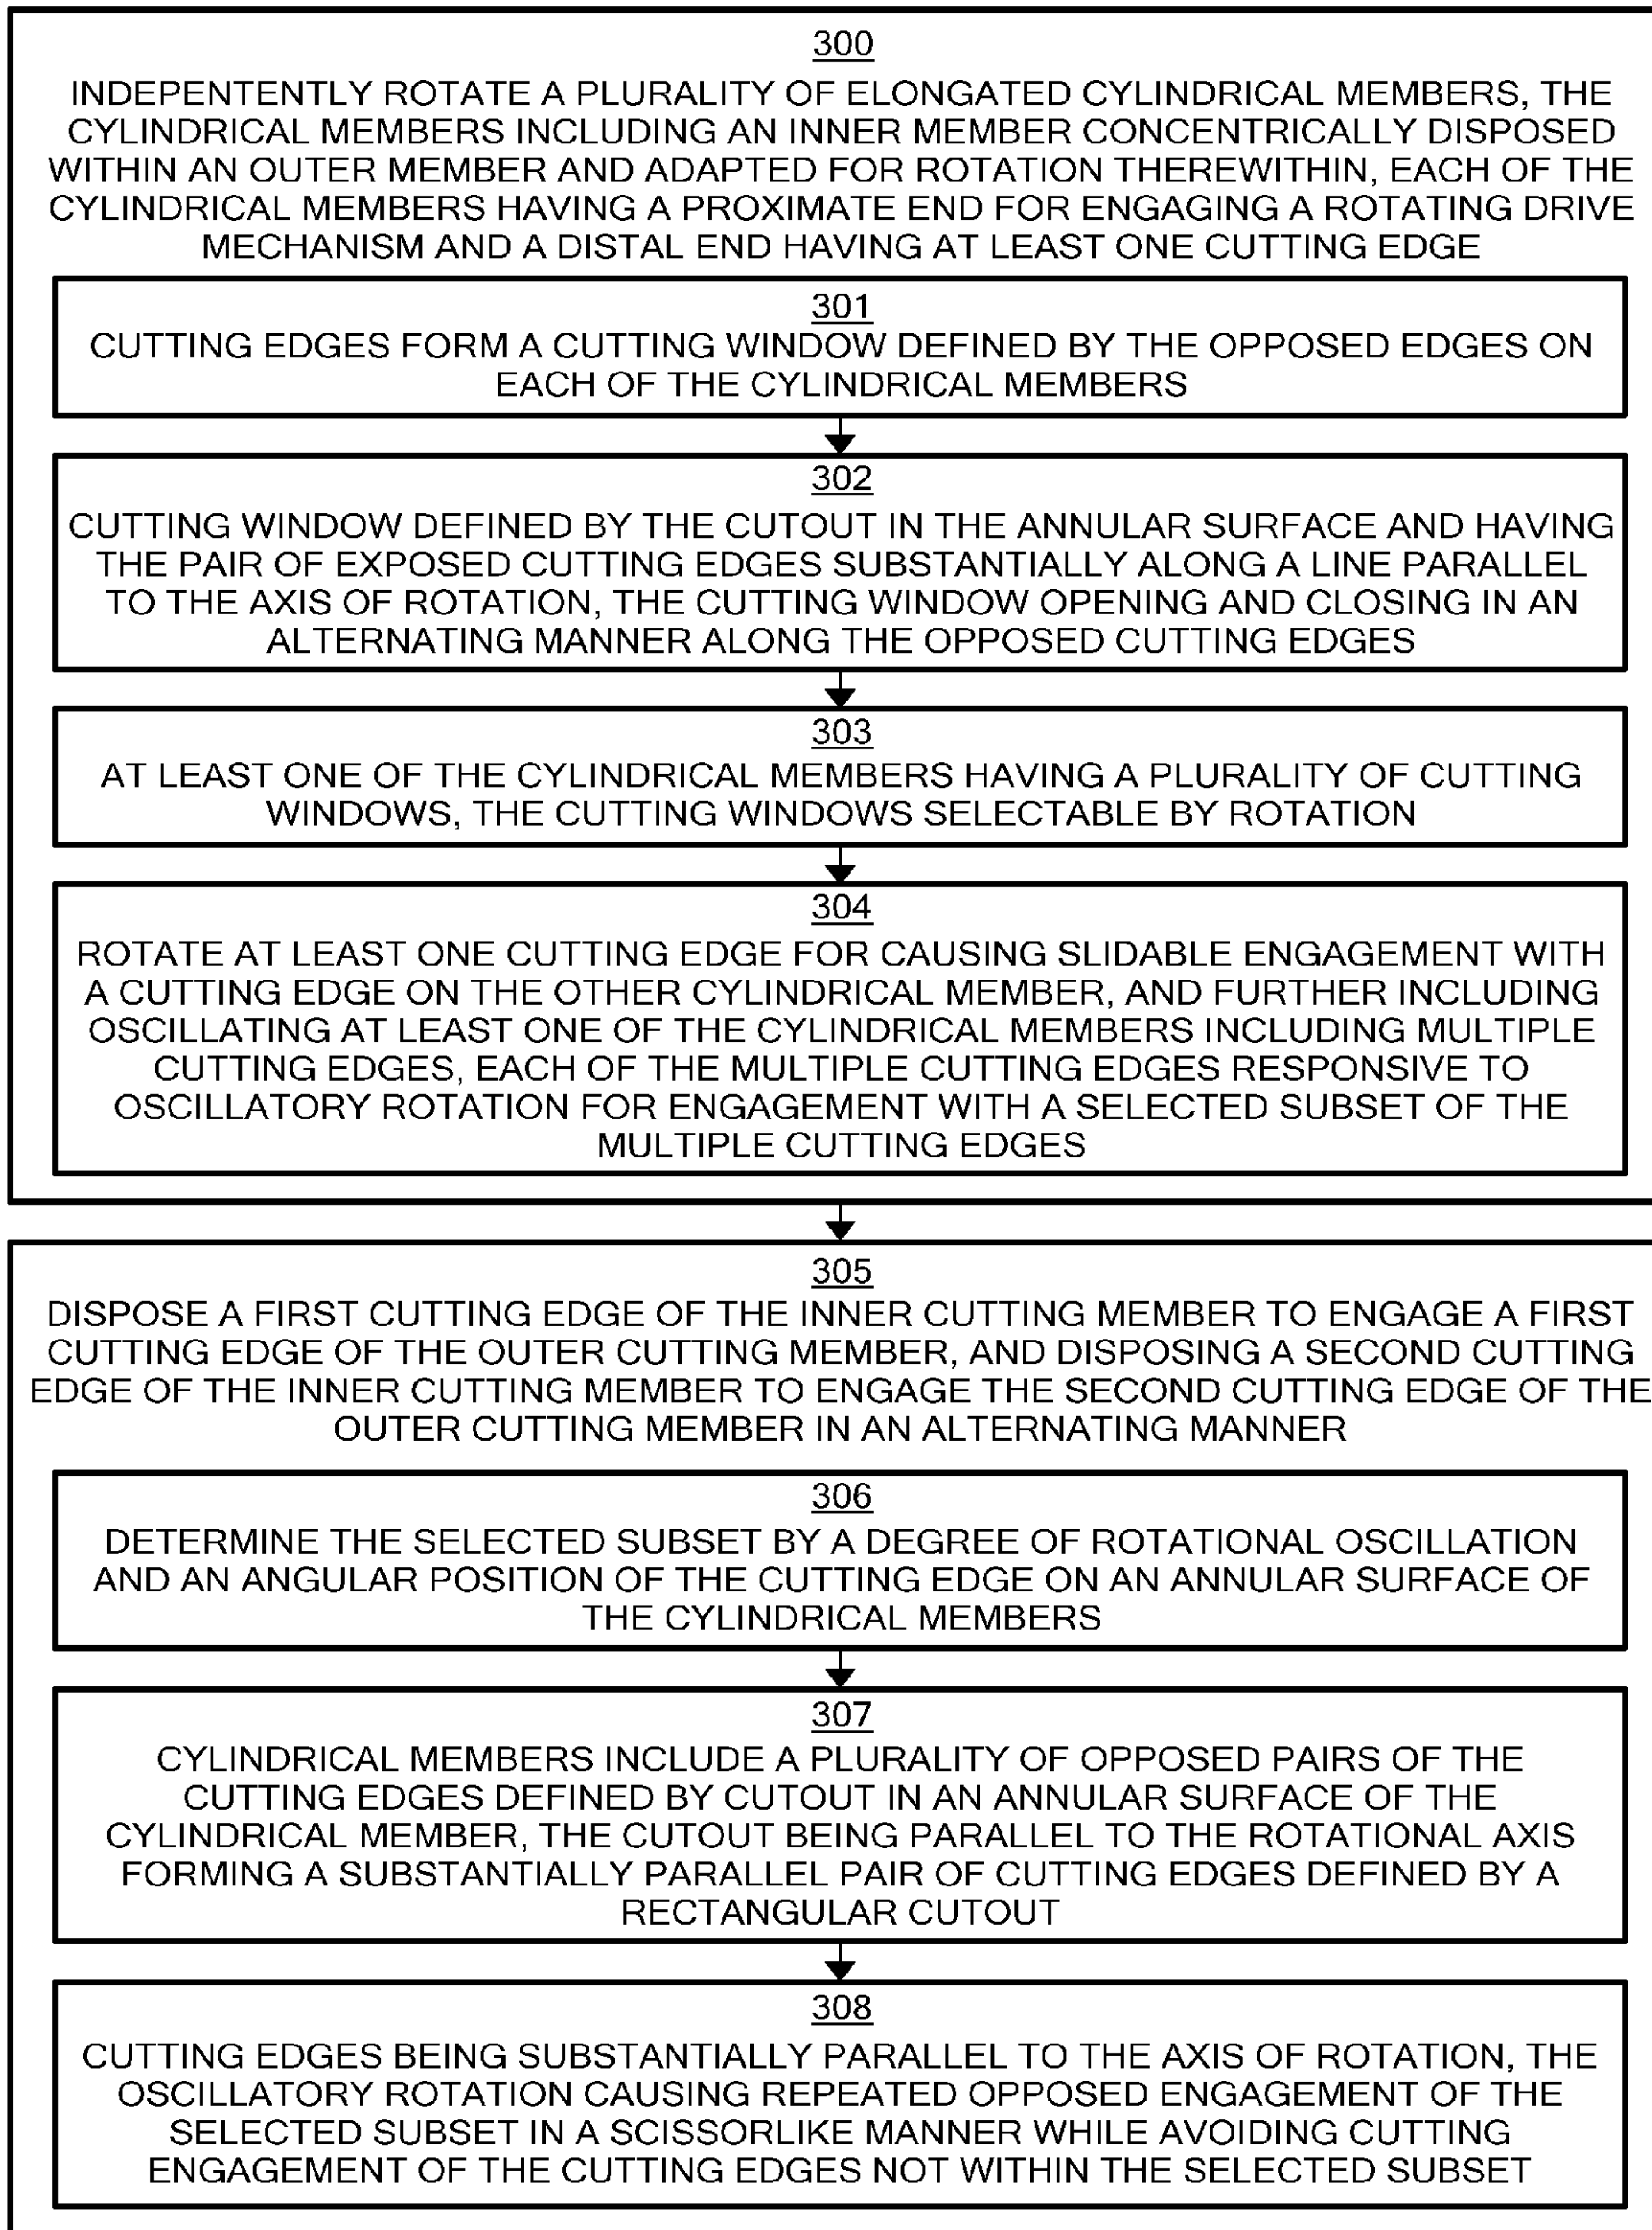 300
INDEPENTENTLY ROTATE A PLURALITY OF ELONGATED CYLINDRICAL MEMBERS, THE
CYLINDRICAL MEMBERS INCLUDING AN INNER MEMBER CONCENTRICALLY DISPOSED
WITHIN AN OUTER MEMBER AND ADAPTED FOR ROTATION THEREWITHIN, EACH OF THE
CYLINDRICAL MEMBERS HAVING A PROXIMATE END FOR ENGAGING A ROTATING DRIVE
MECHANISM AND A DISTAL END HAVING AT LEAST ONE CUTTING EDGE
301
CUTTING EDGES FORM A CUTTING WINDOW DEFINED BY THE OPPOSED EDGES ON
EACH OF THE CYLINDRICAL MEMBERS
302
CUTTING WINDOW DEFINED BY THE CUTOUT IN THE ANNULAR SURFACE AND HAVING
THE PAIR OF EXPOSED CUTTING EDGES SUBSTANTIALLY ALONG A LINE PARALLEL
TO THE AXIS OF ROTATION, THE CUTTING WINDOW OPENING AND CLOSING IN AN
ALTERNATING MANNER ALONG THE OPPOSED CUTTING EDGES
303
AT LEAST ONE OF THE CYLINDRICAL MEMBERS HAVING A PLURALITY OF CUTTING
WINDOWS, THE CUTTING WINDOWS SELECTABLE BY ROTATION
304
ROTATE AT LEAST ONE CUTTING EDGE FOR CAUSING SLIDABLE ENGAGEMENT WITH
A CUTTING EDGE ON THE OTHER CYLINDRICAL MEMBER, AND FURTHER INCLUDING
OSCILLATING AT LEAST ONE OF THE CYLINDRICAL MEMBERS INCLUDING MULTIPLE
CUTTING EDGES, EACH OF THE MULTIPLE CUTTING EDGES RESPONSIVE TO
OSCILLATORY ROTATION FOR ENGAGEMENT WITH A SELECTED SUBSET OF THE
MULTIPLE CUTTING EDGES
305
DISPOSE A FIRST CUTTING EDGE OF THE INNER CUTTING MEMBER TO ENGAGE A FIRST
CUTTING EDGE OF THE OUTER CUTTING MEMBER, AND DISPOSING A SECOND CUTTING
EDGE OF THE INNER CUTTING MEMBER TO ENGAGE THE SECOND CUTTING EDGE OF THE
OUTER CUTTING MEMBER IN AN ALTERNATING MANNER
306
DETERMINE THE SELECTED SUBSET BY A DEGREE OF ROTATIONAL OSCILLATION
AND AN ANGULAR POSITION OF THE CUTTING EDGE ON AN ANNULAR SURFACE OF
THE CYLINDRICAL MEMBERS
307
CYLINDRICAL MEMBERS INCLUDE A PLURALITY OF OPPOSED PAIRS OF THE
CUTTING EDGES DEFINED BY CUTOUT IN AN ANNULAR SURFACE OF THE
CYLINDRICAL MEMBER, THE CUTOUT BEING PARALLEL TO THE ROTATIONAL AXIS
FORMING A SUBSTANTIALLY PARALLEL PAIR OF CUTTING EDGES DEFINED BY A
RECTANGULAR CUTOUT
308
CUTTING EDGES BEING SUBSTANTIALLY PARALLEL TO THE AXIS OF ROTATION, THE
OSCILLATORY ROTATION CAUSING REPEATED OPPOSED ENGAGEMENT OF THE
SELECTED SUBSET IN A SCISSORLIKE MANNER WHILE AVOIDING CUTTING
ENGAGEMENT OF THE CUTTING EDGES NOT WITHIN THE SELECTED SUBSET